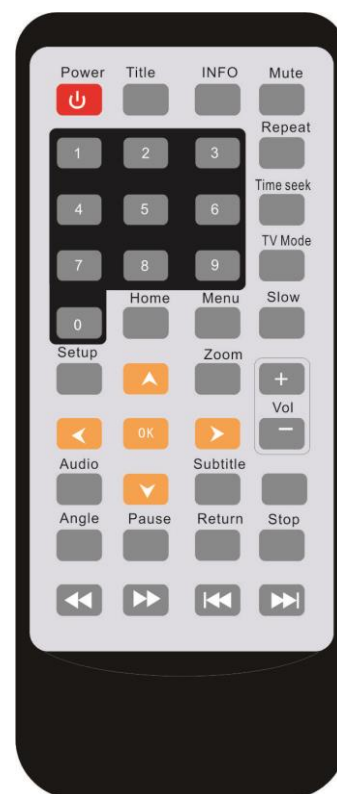 Power Title INFO Mute
Repeat
1 2 3
Time seek
4 5 6
TV Mode
7 8 9
Home Menu Slow
0
Setup Zoom
+
OK
Vol
−
Audio Subtitle
Angle Pause Return Stop